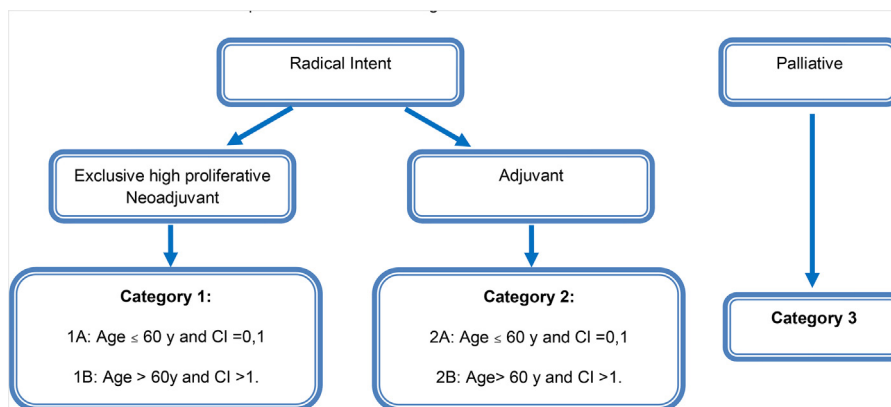 Radical Intent
Palliative
Exclusive high proliferative
Neoadjuvant
Adjuvant
Category 1:
1A: Age ≤ 60 y and CI =0,1
1B: Age > 60y and CI >1.
Category 2:
2A: Age ≤ 60 y and CI =0,1
2B: Age> 60 y and CI >1.
Category 3